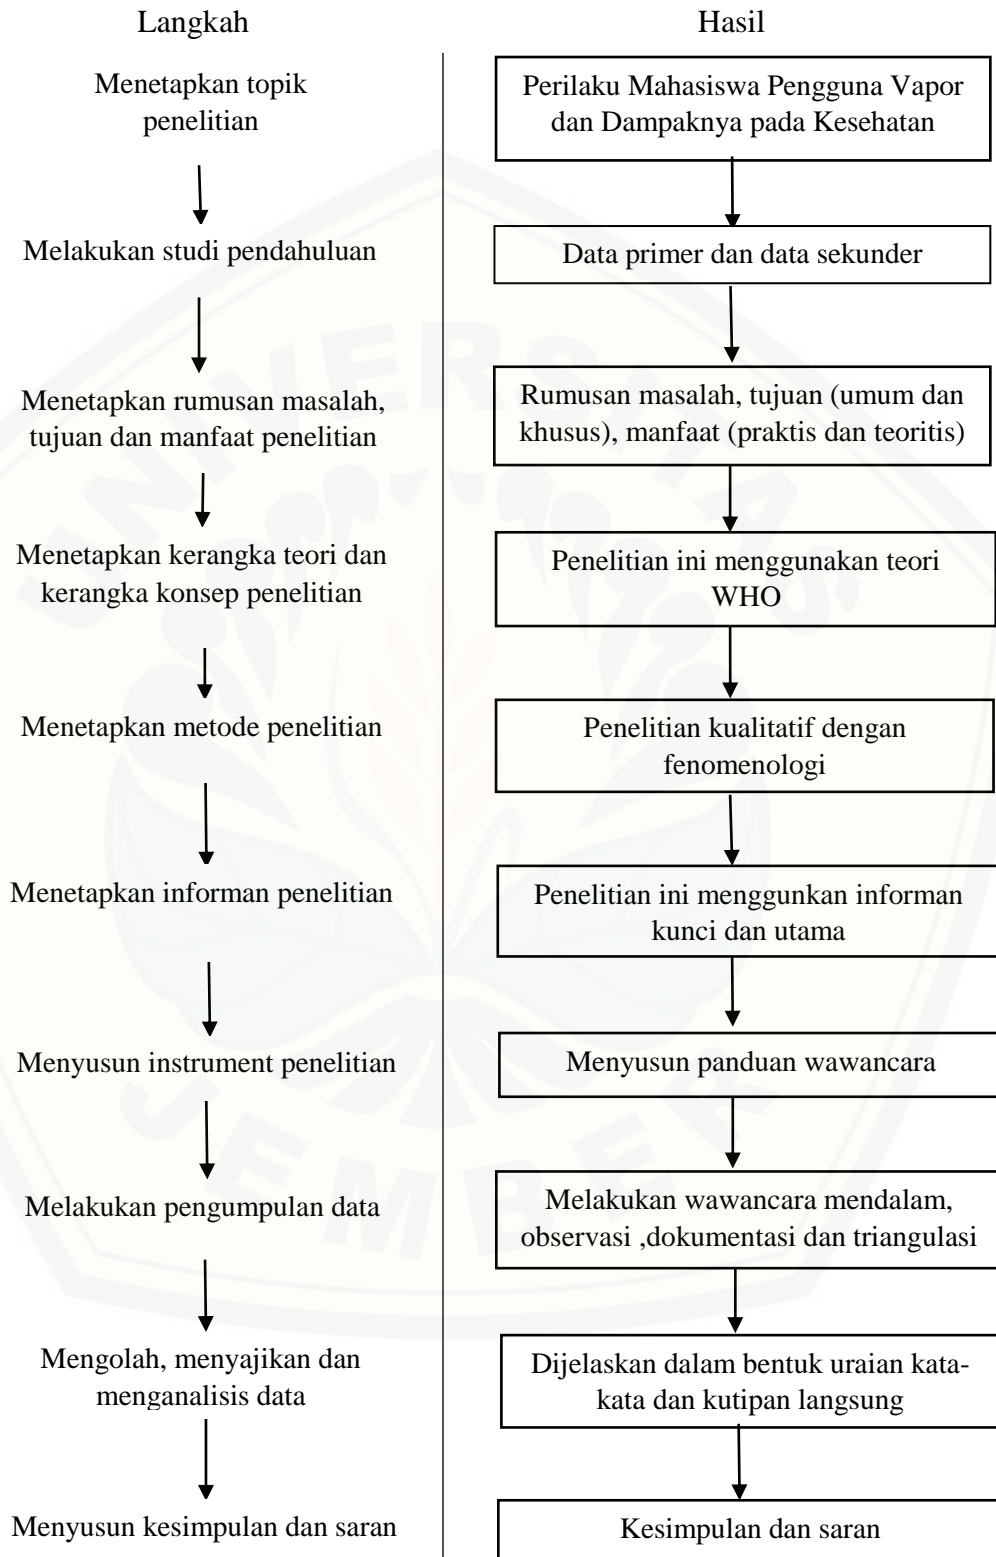 Langkah
Hasil
Menetapkan topik
penelitian
Perilaku Mahasiswa Pengguna Vapor
dan Dampaknya pada Kesehatan
Melakukan studi pendahuluan
Data primer dan data sekunder
Menetapkan rumusan masalah,
tujuan dan manfaat penelitian
Rumusan masalah, tujuan (umum dan
khusus), manfaat (praktis dan teoritis)
Menetapkan kerangka teori dan
kerangka konsep penelitian
Penelitian ini menggunakan teori
WHO
Menetapkan metode penelitian
Penelitian kualitatif dengan
fenomenologi
Menetapkan informan penelitian
Penelitian ini menggunkan informan
kunci dan utama
Menyusun instrument penelitian
Menyusun panduan wawancara
Melakukan pengumpulan data
Melakukan wawancara mendalam,
observasi ,dokumentasi dan triangulasi
Mengolah, menyajikan dan
menganalisis data
Dijelaskan dalam bentuk uraian kata-
kata dan kutipan langsung
Menyusun kesimpulan dan saran
Kesimpulan dan saran
UNIVERSITAS
JEMBER